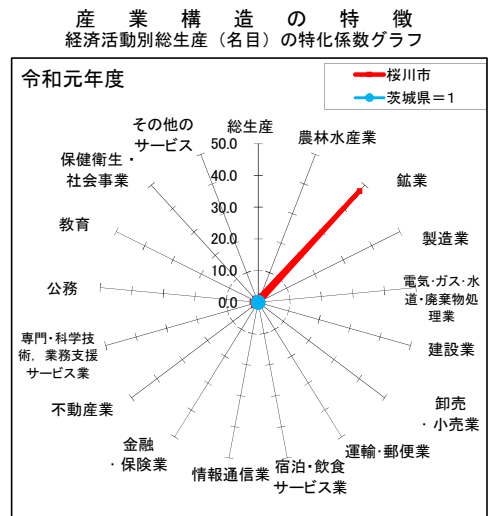 産業構造の特徴
経済活動別総生産（名目）の特化係数グラフ
令和元年度
桜川市
茨城県＝1
総生産
農林水産業
鉱業
製造業
電気・ガス・水
道・廃棄物処
理業
建設業
卸売
・小売業
運輸・郵便業
宿泊・飲食
サービス業
情報通信業
金融
・保険業
不動産業
専門・科学技
術，業務支援
サービス業
公務
教育
保健衛生・
社会事業
その他の
サービス
50.0
40.0
30.0
20.0
10.0
0.0